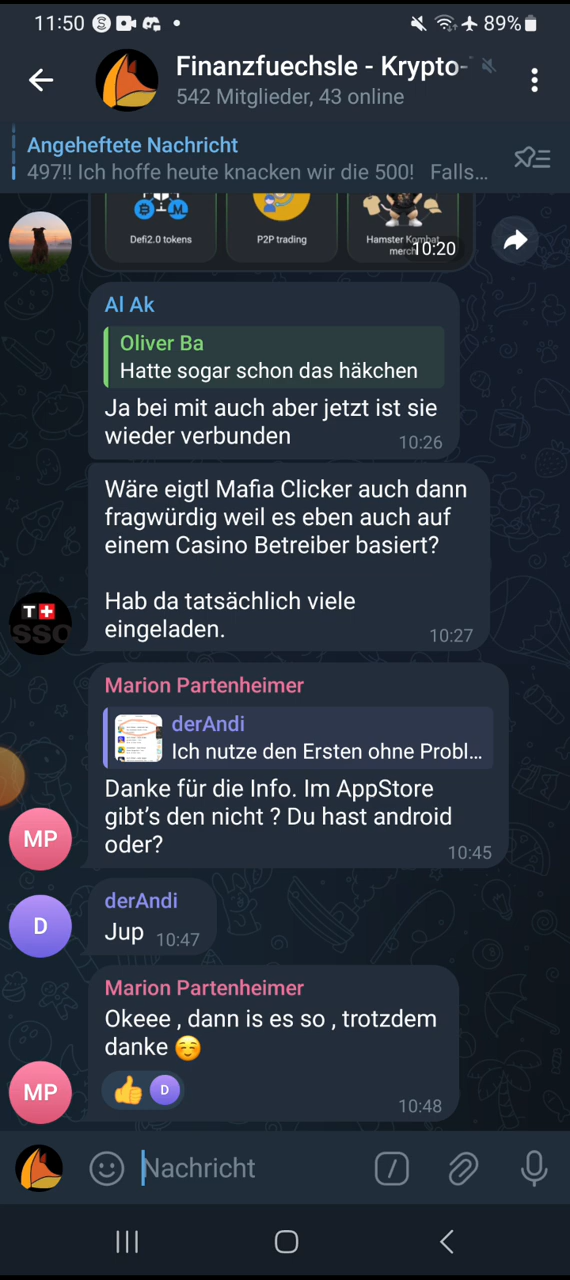 11:50
89%
Finanzfuechsle - Krypto-
542 Mitglieder, 43 online
Angeheftete Nachricht
497!! Ich hoffe heute knacken wir die 500! Falls...
Defi2.0 tokens
P2P trading
Hamster Kombat
merch
10:20
Al Ak
Oliver Ba
Hatte sogar schon das häkchen
Ja bei mit auch aber jetzt ist sie
wieder verbunden
10:26
Wäre eigtl Mafia Clicker auch dann
fragwürdig weil es eben auch auf
einem Casino Betreiber basiert?
Hab da tatsächlich viele
eingeladen.
10:27
T+
SSO
Marion Partenheimer
derAndi
Ich nutze den Ersten ohne Probl...
Danke für die Info. Im AppStore
gibt's den nicht ? Du hast android
oder?
10:45
MP
derAndi
D
Jup 10:47
Marion Partenheimer
Okeee , dann is es so , trotzdem
danke ☺️
👍 D
MP
10:48
Nachricht